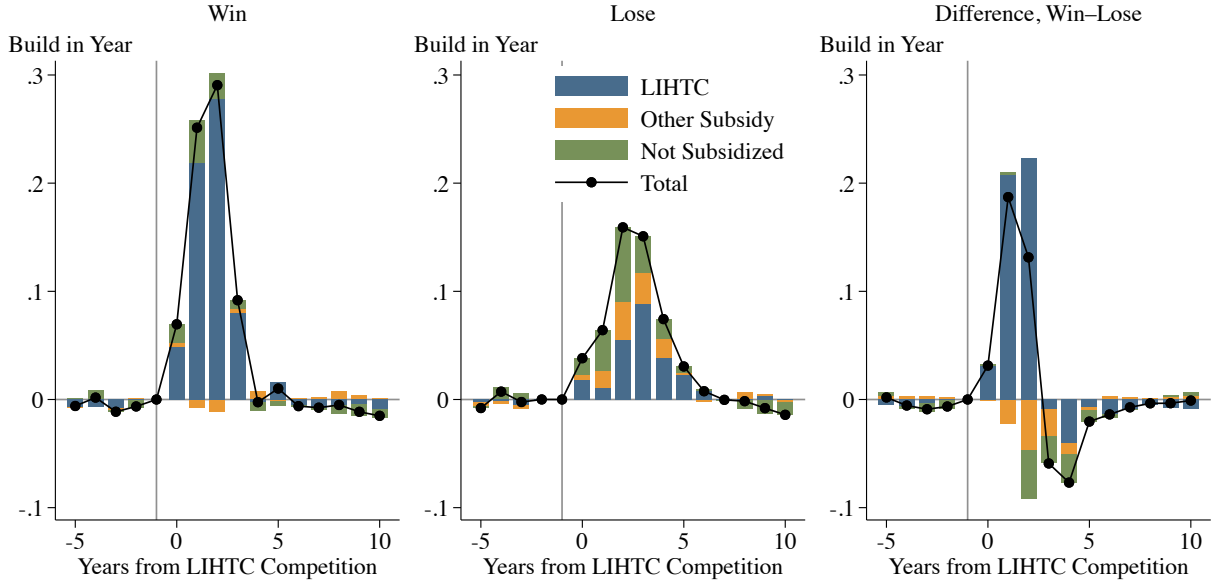 Win
Build in Year
.3
.2
.1
0
-.1
-5 0 5 10
Years from LIHTC Competition
Lose
Build in Year
LIHTC
Other Subsidy
Not Subsidized
Total
.3
.2
.1
0
-.1
-5 0 5 10
Years from LIHTC Competition
Difference, Win–Lose
Build in Year
.3
.2
.1
0
-.1
-5 0 5 10
Years from LIHTC Competition